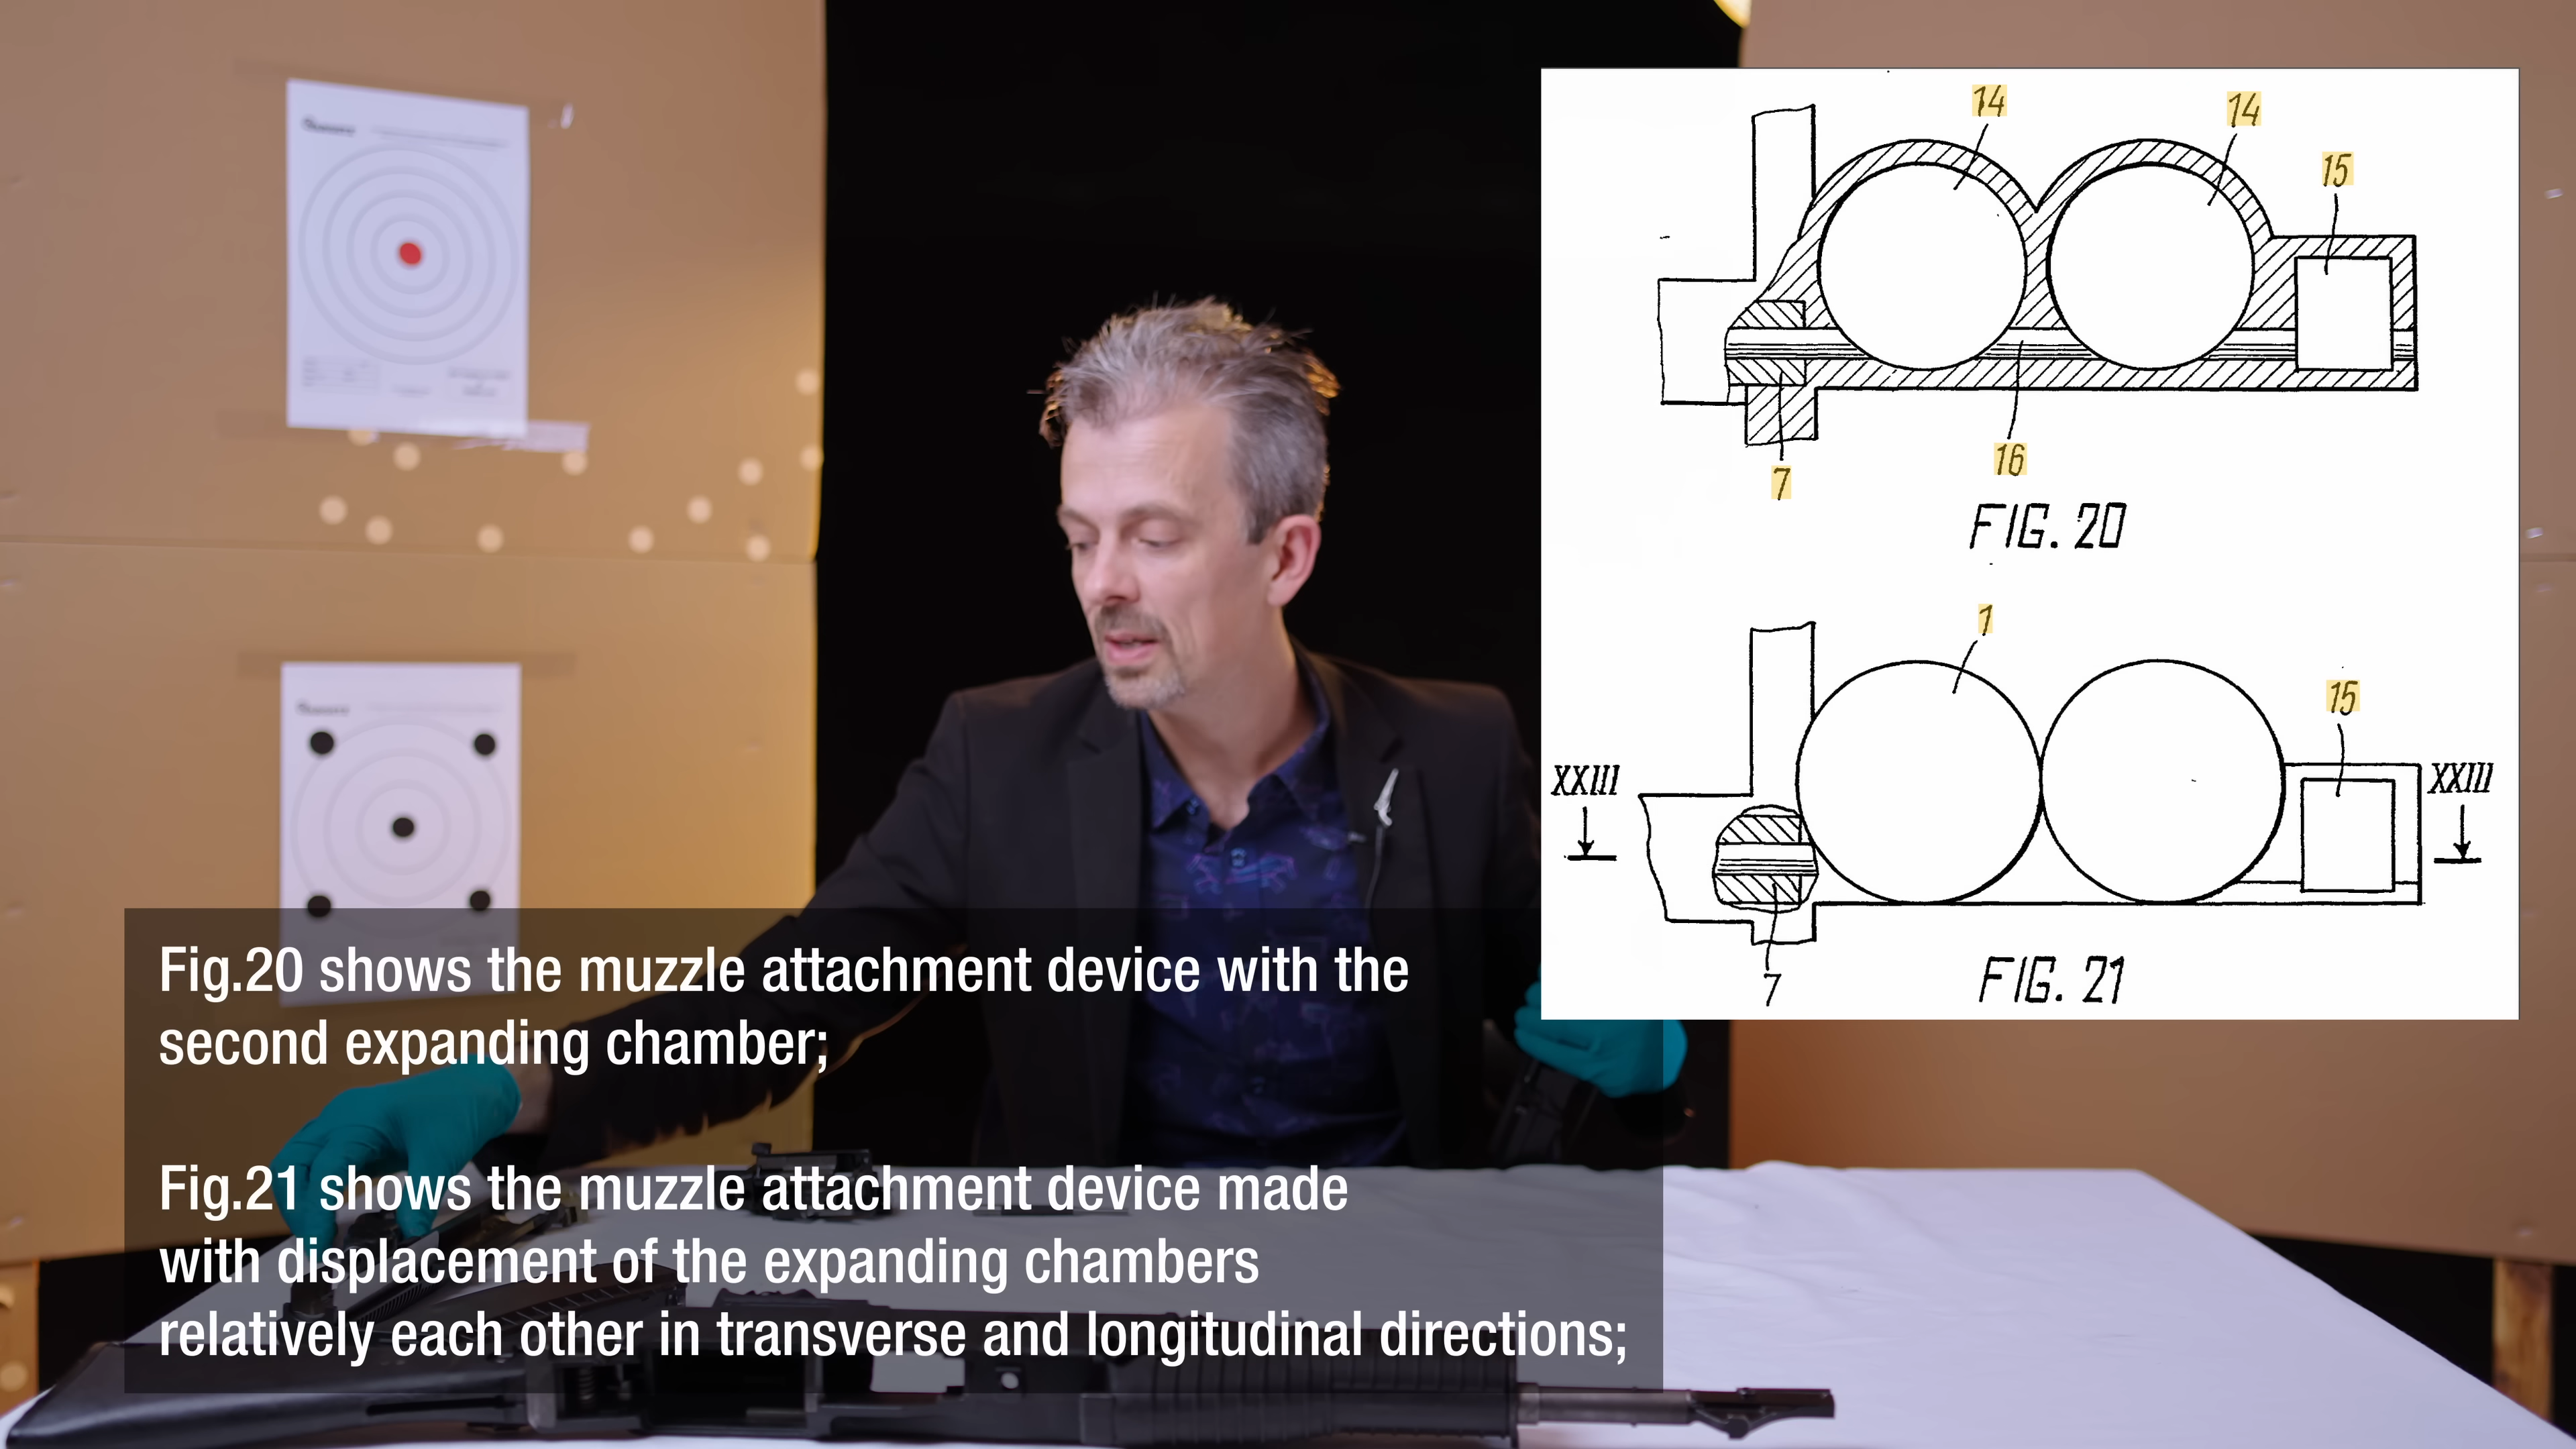 14
14
15
7
16
FIG. 20
1
15
XXIII
XXIII
7
FIG. 21
Fig.20 shows the muzzle attachment device with the
second expanding chamber;
Fig.21 shows the muzzle attachment device made
with displacement of the expanding chambers
relatively each other in transverse and longitudinal directions;